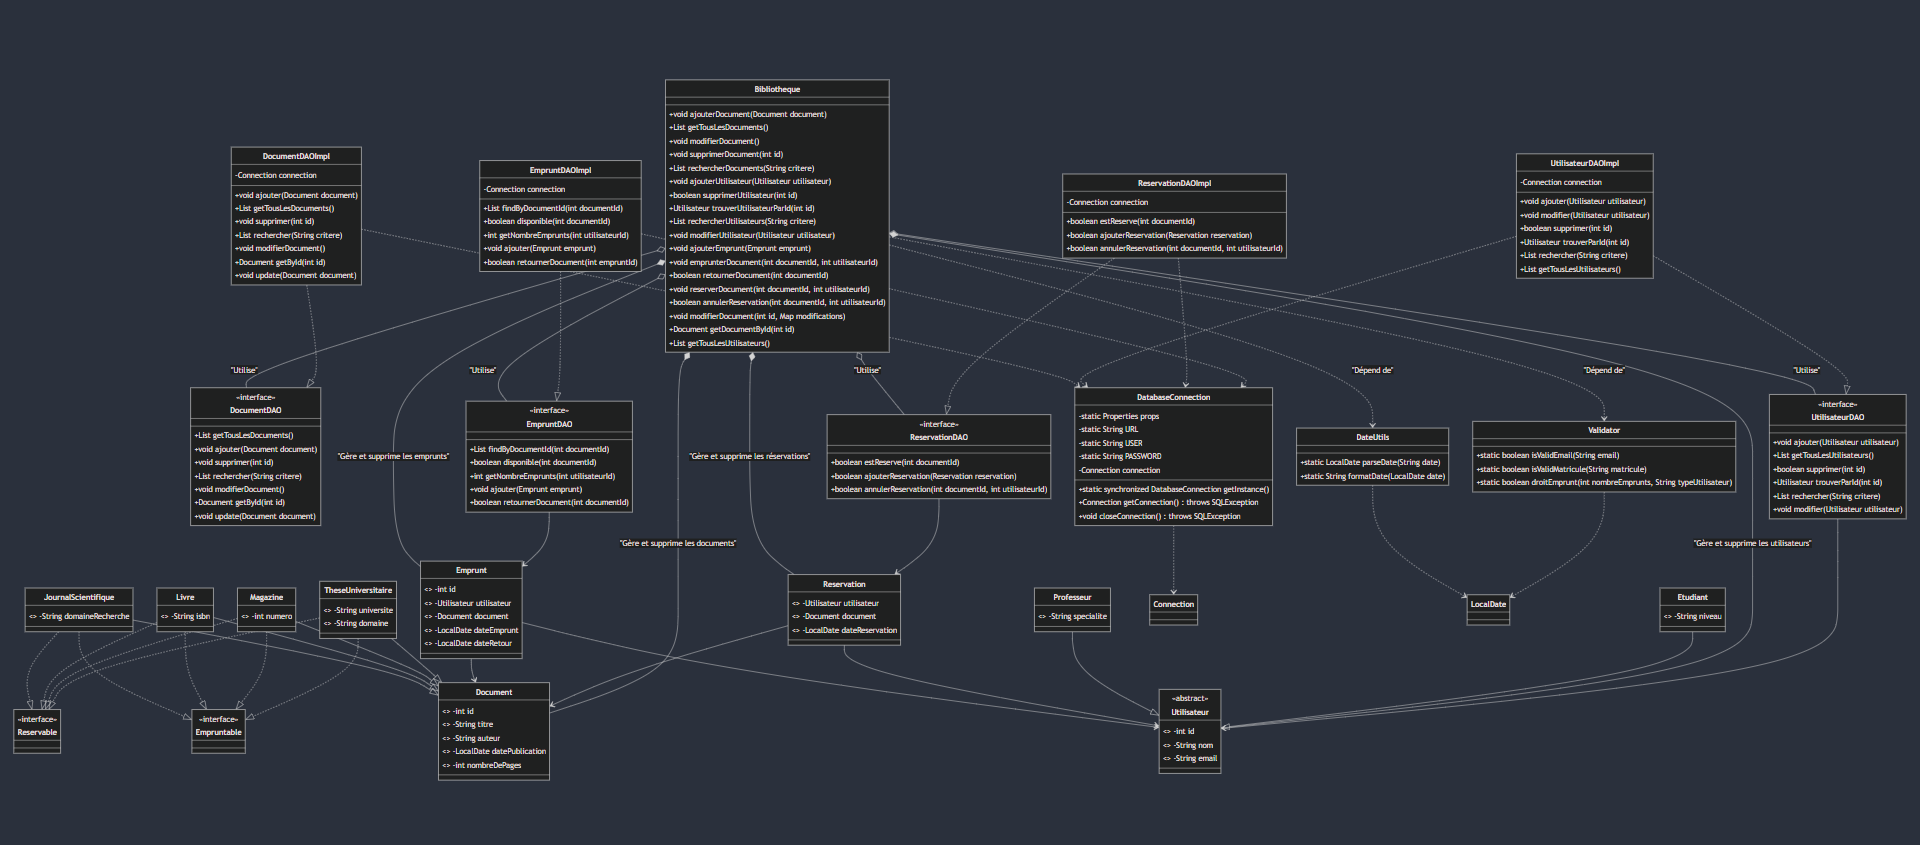 Bibliotheque
+void ajouterDocument(Document document)
+List getTousLesDocuments()
+void modifierDocument()
+void supprimerDocument(int id)
+List rechercherDocuments(String critere)
+void ajouterUtilisateur(Utilisateur utilisateur)
+boolean supprimerUtilisateur(int id)
+Utilisateur trouverUtilisateurParId(int id)
+List rechercherUtilisateurs(String critere)
+void modifierUtilisateur(Utilisateur utilisateur)
+void ajouterEmprunt(Emprunt emprunt)
+void emprunterDocument(int documentId, int utilisateurId)
+boolean retournerDocument(int documentId)
+void reserverDocument(int documentId, int utilisateurId)
+boolean annulerReservation(int documentId, int utilisateurId)
+void modifierDocument(int id, Map modifications)
+Document getDocumentById(int id)
+List getTousLesUtilisateurs()
DocumentDAOImpl
-Connection connection
+void ajouter(Document document)
+List getTousLesDocuments()
+void supprimer(int id)
+List rechercher(String critere)
+void modifierDocument()
+Document getById(int id)
+void update(Document document)
EmpruntDAOImpl
-Connection connection
+List findByDocumentId(int documentId)
+boolean disponible(int documentId)
+int getNombreEmprunts(int utilisateurId)
+void ajouter(Emprunt emprunt)
+boolean retournerDocument(int empruntId)
ReservationDAOImpl
-Connection connection
+boolean estReserve(int documentId)
+boolean ajouterReservation(Reservation reservation)
+boolean annulerReservation(int documentId, int utilisateurId)
UtilisateurDAOImpl
-Connection connection
+void ajouter(Utilisateur utilisateur)
+void modifier(Utilisateur utilisateur)
+boolean supprimer(int id)
+Utilisateur trouverParId(int id)
+List rechercher(String critere)
+List getTousLesUtilisateurs()
"Utilise"
"Utilise"
"Utilise"
"Dépend de"
"Dépend de"
"Utilise"
«interface»
DocumentDAO
+List getTousLesDocuments()
+void ajouter(Document document)
+void supprimer(int id)
+List rechercher(String critere)
+void modifierDocument()
+Document getById(int id)
+void update(Document document)
"Gère et supprime les emprunts"
«interface»
EmpruntDAO
+List findByDocumentId(int documentId)
+boolean disponible(int documentId)
+int getNombreEmprunts(int utilisateurId)
+void ajouter(Emprunt emprunt)
+boolean retournerDocument(int documentId)
"Gère et supprime les réservations"
«interface»
ReservationDAO
+boolean estReserve(int documentId)
+boolean ajouterReservation(Reservation reservation)
+boolean annulerReservation(int documentId, int utilisateurId)
DatabaseConnection
-static Properties props
-static String URL
-static String USER
-static String PASSWORD
-Connection connection
+static synchronized DatabaseConnection getInstance()
+Connection getConnection() : throws SQLException
+void closeConnection() : throws SQLException
DateUtils
+static LocalDate parseDate(String date)
+static String formatDate(LocalDate date)
Validator
+static boolean isValidEmail(String email)
+static boolean isValidMatricule(String matricule)
+static boolean droitEmprunt(int nombreEmprunts, String typeUtilisateur)
«interface»
UtilisateurDAO
+void ajouter(Utilisateur utilisateur)
+List getTousLesUtilisateurs()
+boolean supprimer(int id)
+Utilisateur trouverParId(int id)
+List rechercher(String critere)
+void modifier(Utilisateur utilisateur)
"Gère et supprime les documents"
"Gère et supprime les utilisateurs"
JournalScientifique
<> -String domaineRecherche
Livre
<> -String isbn
Magazine
<> -int numero
TheseUniversitaire
<> -String universite
<> -String domaine
Emprunt
<> -int id
<> -Utilisateur utilisateur
<> -Document document
<> -LocalDate dateEmprunt
<> -LocalDate dateRetour
Reservation
<> -Utilisateur utilisateur
<> -Document document
<> -LocalDate dateReservation
Professeur
<> -String specialite
Connection
LocalDate
Etudiant
<> -String niveau
«interface»
Reservable
«interface»
Empruntable
Document
<> -int id
<> -String titre
<> -String auteur
<> -LocalDate datePublication
<> -int nombreDePages
«abstract»
Utilisateur
<> -int id
<> -String nom
<> -String email